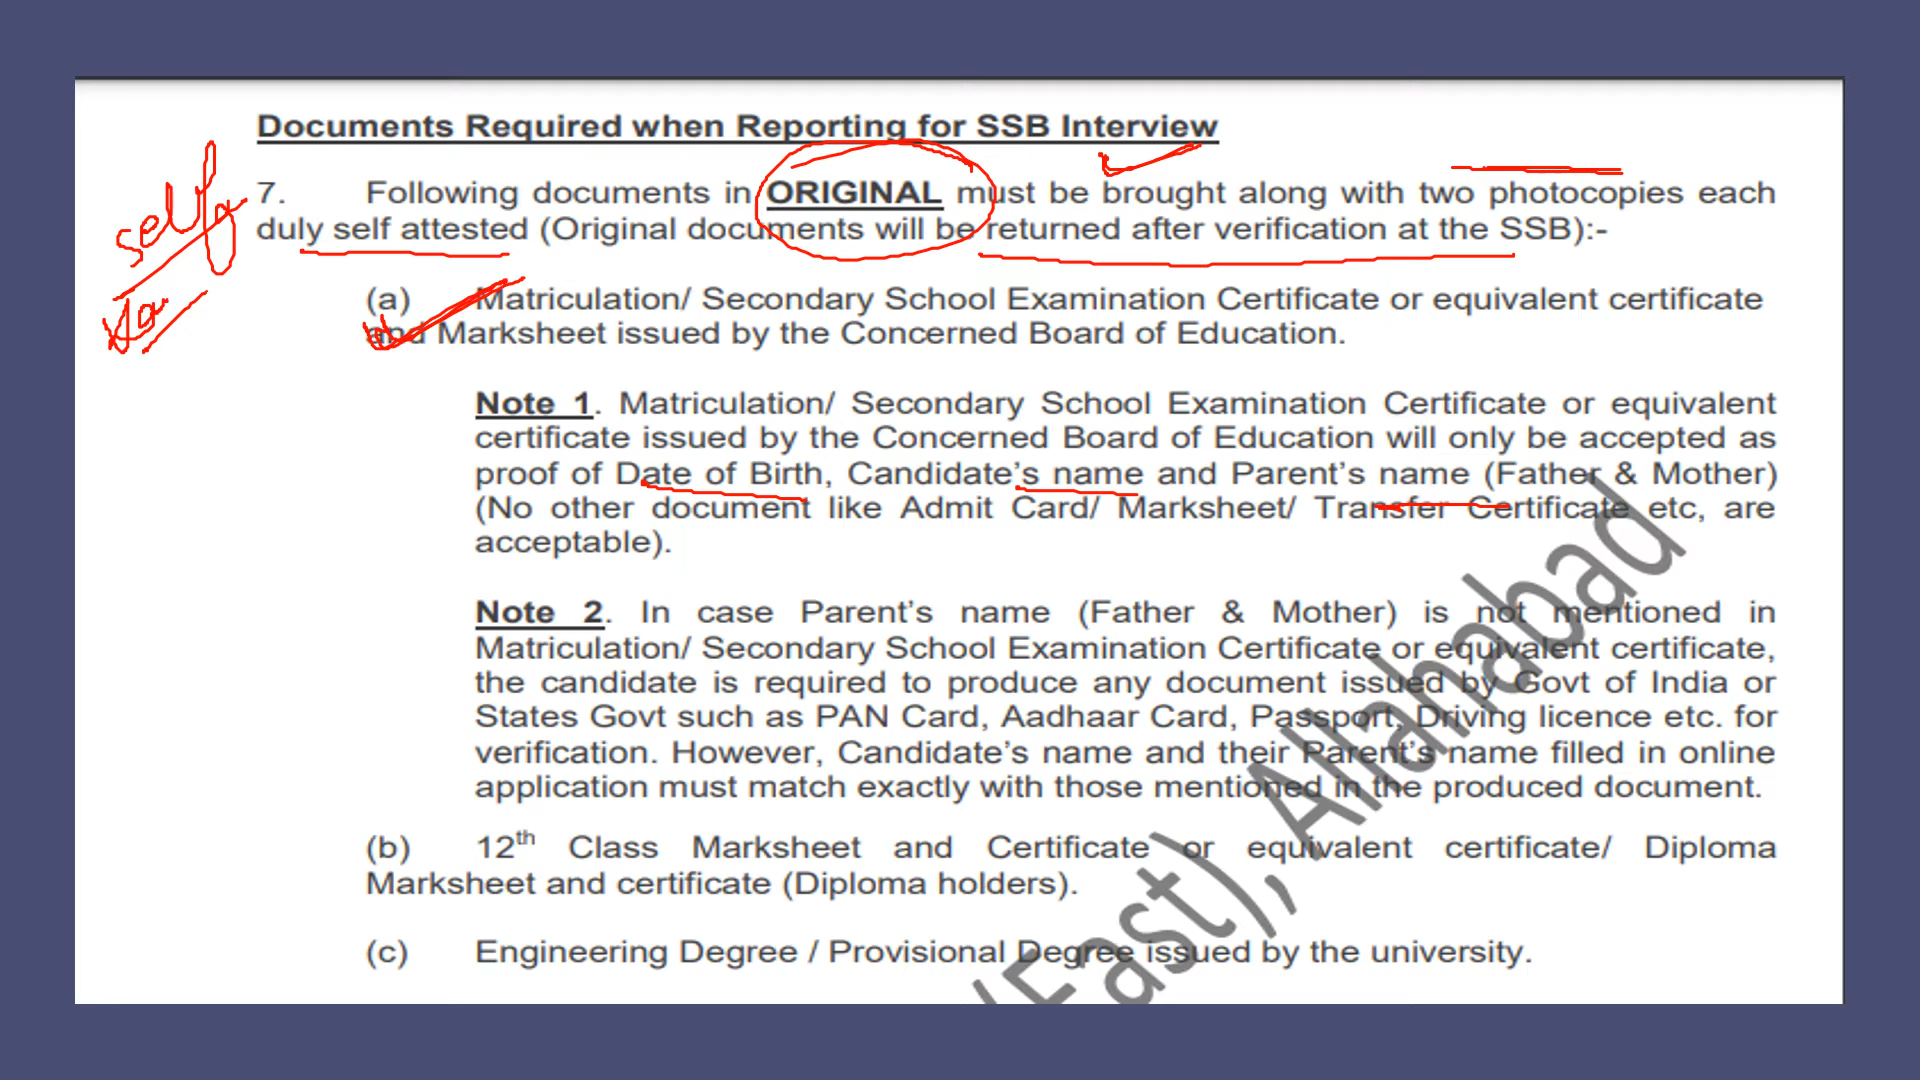 Documents Required when Reporting for SSB Interview
7. Following documents in ORIGINAL must be brought along with two photocopies each
duly self attested (Original documents will be returned after verification at the SSB):-
self
(a) Matriculation/ Secondary School Examination Certificate or equivalent certificate
and Marksheet issued by the Concerned Board of Education.
Note 1. Matriculation/ Secondary School Examination Certificate or equivalent
certificate issued by the Concerned Board of Education will only be accepted as
proof of Date of Birth, Candidate's name and Parent's name (Father & Mother)
(No other document like Admit Card/ Marksheet/ Transfer Certificate etc, are
acceptable).
Note 2. In case Parent's name (Father & Mother) is not mentioned in
Matriculation/ Secondary School Examination Certificate or equivalent certificate,
the candidate is required to produce any document issued by Govt of India or
States Govt such as PAN Card, Aadhaar Card, Passport, Driving licence etc. for
verification. However, Candidate's name and their Parent's name filled in online
application must match exactly with those mentioned in the produced document.
(b) 12th Class Marksheet and Certificate or equivalent certificate/ Diploma
Marksheet and certificate (Diploma holders).
(c) Engineering Degree / Provisional Degree issued by the university.
(East), Allahabad